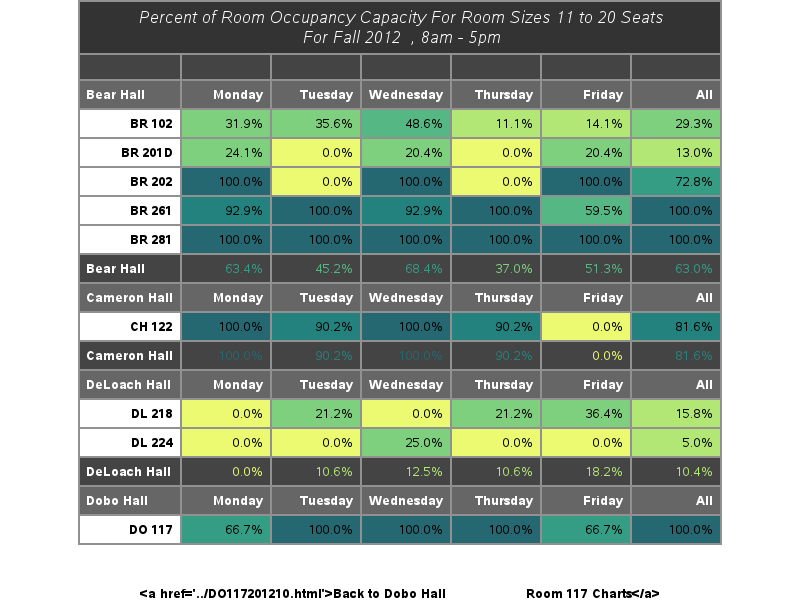 Percent of Room Occupancy Capacity For Room Sizes 11 to 20 Seats
For Fall 2012 , 8am - 5pm
Bear Hall Monday Tuesday Wednesday Thursday Friday All
BR 102 31.9% 35.6% 48.6% 11.1% 14.1% 29.3%
BR 201D 24.1% 0.0% 20.4% 0.0% 20.4% 13.0%
BR 202 100.0% 0.0% 100.0% 0.0% 100.0% 72.8%
BR 261 92.9% 100.0% 92.9% 100.0% 59.5% 100.0%
BR 281 100.0% 100.0% 100.0% 100.0% 100.0% 100.0%
Bear Hall 63.4% 45.2% 68.4% 37.0% 51.3% 63.0%
Cameron Hall Monday Tuesday Wednesday Thursday Friday All
CH 122 100.0% 90.2% 100.0% 90.2% 0.0% 81.6%
Cameron Hall 100.0% 90.2% 100.0% 90.2% 0.0% 81.6%
DeLoach Hall Monday Tuesday Wednesday Thursday Friday All
DL 218 0.0% 21.2% 0.0% 21.2% 36.4% 15.8%
DL 224 0.0% 0.0% 25.0% 0.0% 0.0% 5.0%
DeLoach Hall 0.0% 10.6% 12.5% 10.6% 18.2% 10.4%
Dobo Hall Monday Tuesday Wednesday Thursday Friday All
DO 117 66.7% 100.0% 100.0% 100.0% 66.7% 100.0%
<a href='../DO117201210.html'>Back to Dobo Hall Room 117 Charts</a>